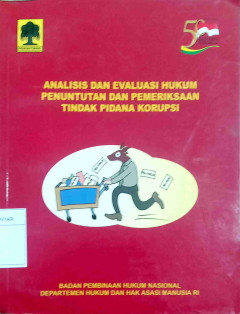 ANALISIS DAN EVALUASI HUKUM
PENUNTUTAN DAN PEMERIKSAAN
TINDAK PIDANA KORUPSI
BADAN PEMBINAAN HUKUM NASIONAL
DEPARTEMEN HUKUM DAN HAK ASASI MANUSIA RI